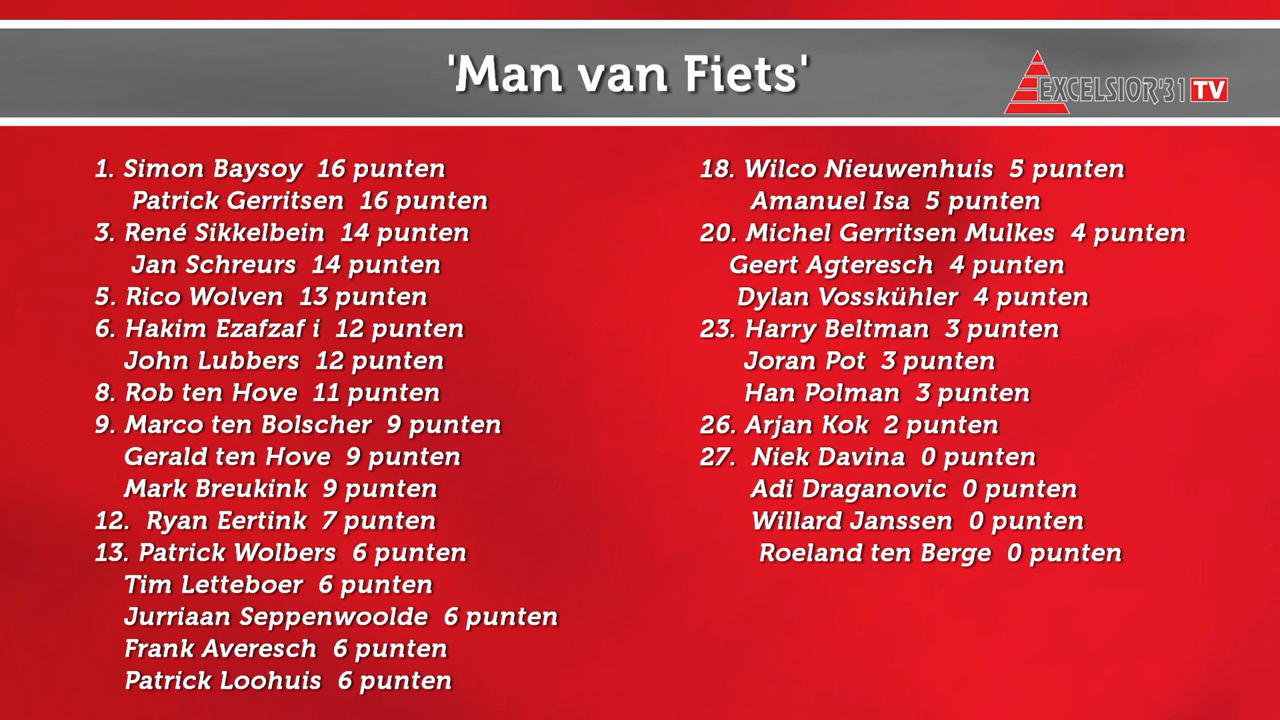 'Man van Fiets'
EXCELSIOR'31 TV
1. Simon Baysoy 16 punten
Patrick Gerritsen 16 punten
3. René Sikkelbein 14 punten
Jan Schreurs 14 punten
5. Rico Wolven 13 punten
6. Hakim Ezafzaf i 12 punten
John Lubbers 12 punten
8. Rob ten Hove 11 punten
9. Marco ten Bolscher 9 punten
Gerald ten Hove 9 punten
Mark Breukink 9 punten
12. Ryan Eertink 7 punten
13. Patrick Wolbers 6 punten
Tim Letteboer 6 punten
Jurriaan Seppenwoolde 6 punten
Frank Averesch 6 punten
Patrick Loohuis 6 punten
18. Wilco Nieuwenhuis 5 punten
Amanuel Isa 5 punten
20. Michel Gerritsen Mulkes 4 punten
Geert Agteresch 4 punten
Dylan Vosskühler 4 punten
23. Harry Beltman 3 punten
Joran Pot 3 punten
Han Polman 3 punten
26. Arjan Kok 2 punten
27. Niek Davina 0 punten
Adi Draganovic 0 punten
Willard Janssen 0 punten
Roeland ten Berge 0 punten